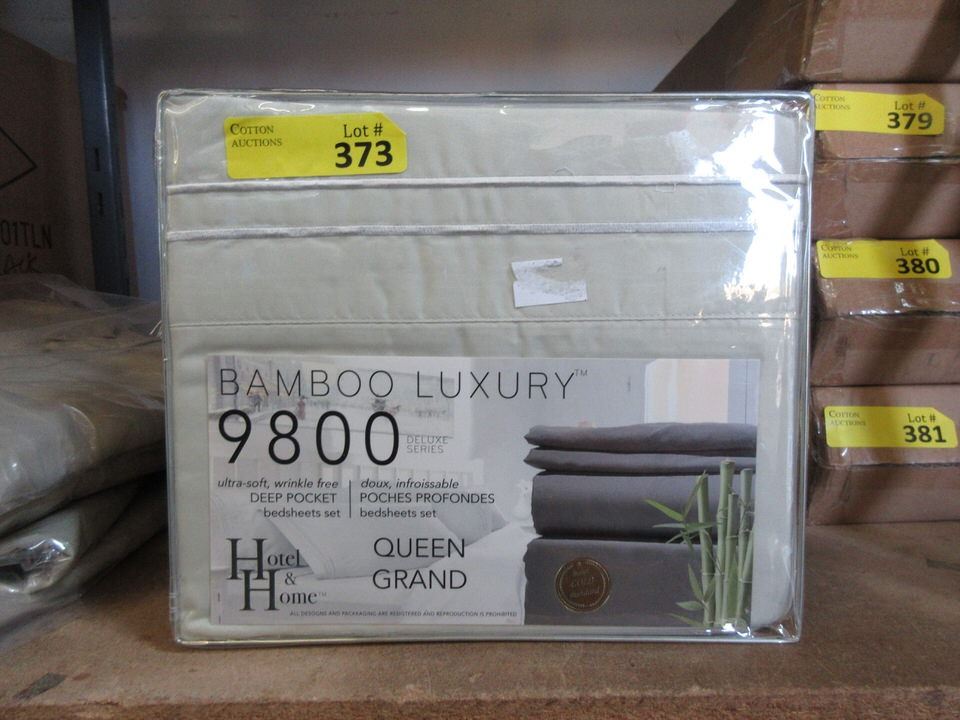 COTTON
AUCTIONS
Lot #
373
COTTON
AUCTIONS
Lot #
379
COTTON
AUCTIONS
Lot #
380
COTTON
AUCTIONS
Lot #
381
01TLN
BAMBOO LUXURY™
9800
DELUXE
SERIES
ultra-soft, wrinkle free
DEEP POCKET
bedsheets set
doux, infroissable
POCHES PROFONDES
bedsheets set
Hotel
&
Home™
QUEEN
GRAND
ALL DESIGNS AND PACKAGING ARE REGISTERED AND REPRODUCTION IS PROHIBITED